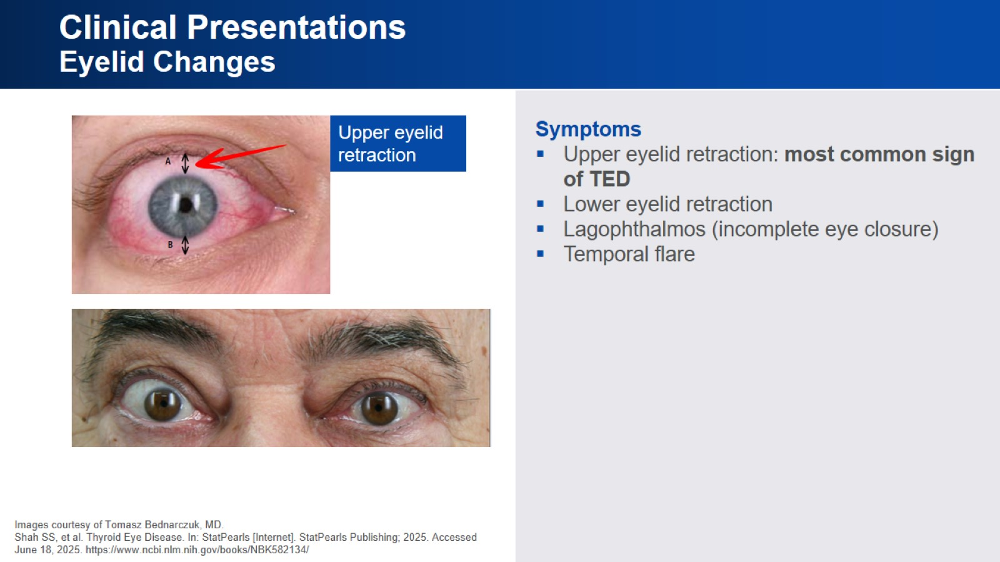 Clinical Presentations
Eyelid Changes
Upper eyelid
retraction
A
B
Symptoms
▪ Upper eyelid retraction: most common sign
of TED
▪ Lower eyelid retraction
▪ Lagophthalmos (incomplete eye closure)
▪ Temporal flare
Images courtesy of Tomasz Bednarczuk, MD.
Shah SS, et al. Thyroid Eye Disease. In: StatPearls [Internet]. StatPearls Publishing; 2025. Accessed
June 18, 2025. https://www.ncbi.nlm.nih.gov/books/NBK582134/